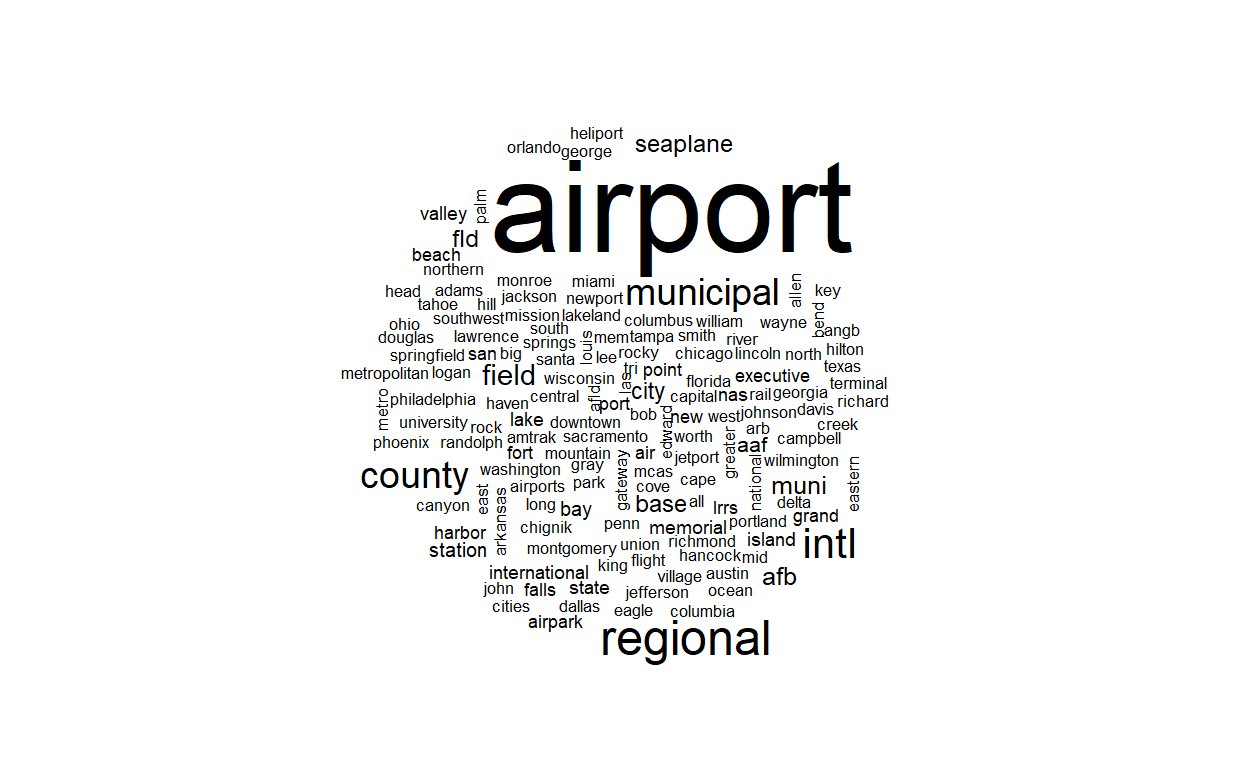 heliport
orlando george seaplane
airport
valley palm
fld
beach
northern
monroe miami municipal allen key
head adams jackson newport
tahoe hill
southwest mission lakeland columbus william wayne bend
ohio south angb
douglas lawrence springs louis mem tampa smith river
springfield san big santa lee rocky chicago lincoln north hilton
metropolitan logan field wisconsin las tri point florida executive texas
terminal
metro philadelphia haven central afld port city capital nas rail georgia richard
university rock lake downtown bob edward new west johnson davis
arb creek
phoenix randolph amtrak sacramento worth greater aaf campbell
fort mountain air jetport wilmington
county washington gray gateway mcas national eastern
canyon east airports park cove cape muni
arkansas long bay base all lrrs delta
harbor chignik penn memorial portland grand
station montgomery union richmond island intl
king flight hancock mid
international village austin afb
john falls state jefferson ocean
cities dallas eagle columbia
airpark regional